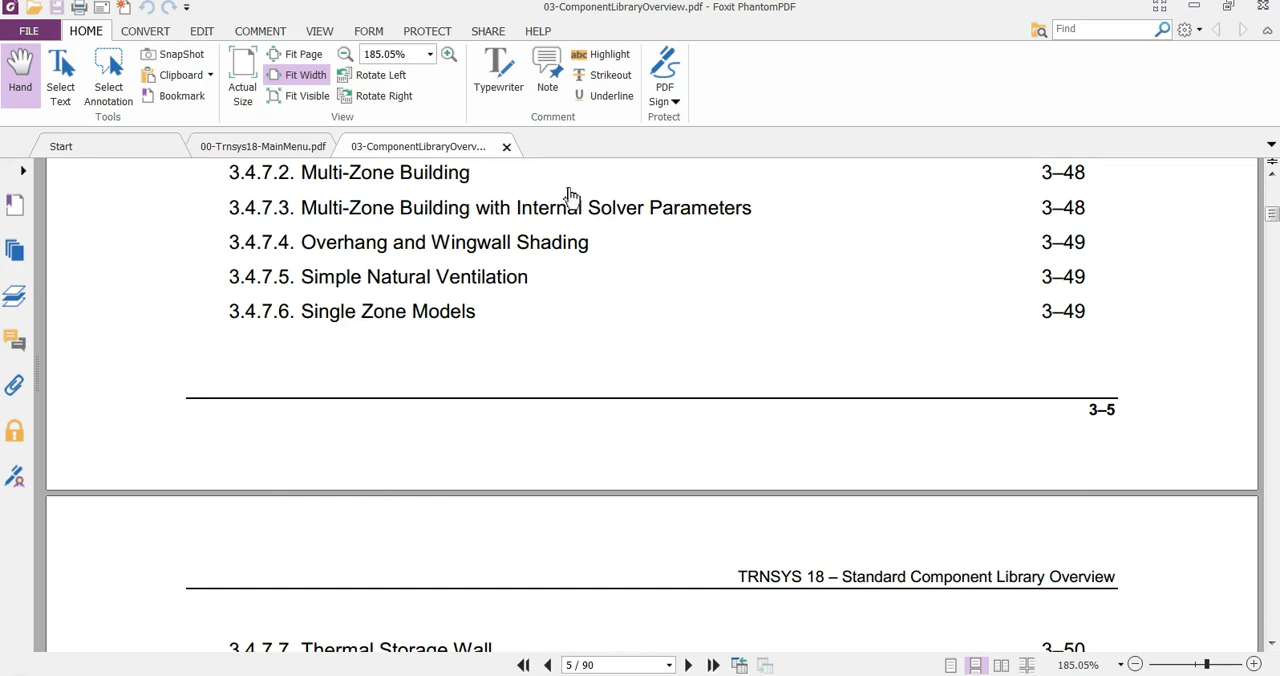 03-ComponentLibraryOverview.pdf - Foxit PhantomPDF
FILE HOME CONVERT EDIT VIEW COMMENT FORM PROTECT SHARE HELP
Find
Hand
Select Text
Select Annotation
SnapShot
Clipboard
Bookmark
Tools
Actual Size
Fit Page
Fit Width
Fit Visible
185.05%
Rotate Left
Rotate Right
View
Typewriter
Note
abc Highlight
Strikeout
Underline
Comment
PDF Sign
Protect
Start 00-Trnsys18-MainMenu.pdf 03-ComponentLibraryOverv...
3.4.7.2. Multi-Zone Building 3–48
3.4.7.3. Multi-Zone Building with Internal Solver Parameters 3–48
3.4.7.4. Overhang and Wingwall Shading 3–49
3.4.7.5. Simple Natural Ventilation 3–49
3.4.7.6. Single Zone Models 3–49
3–5
TRNSYS 18 – Standard Component Library Overview
3.4.7.7. Thermal Storage Wall 3–50
5 / 90
185.05%